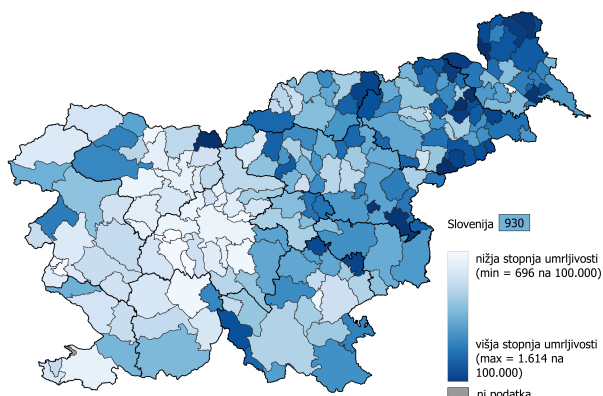 Slovenija 930
nižja stopnja umrljivosti
(min = 696 na 100.000)
višja stopnja umrljivosti
(max = 1.614 na
100.000)
ni podatka